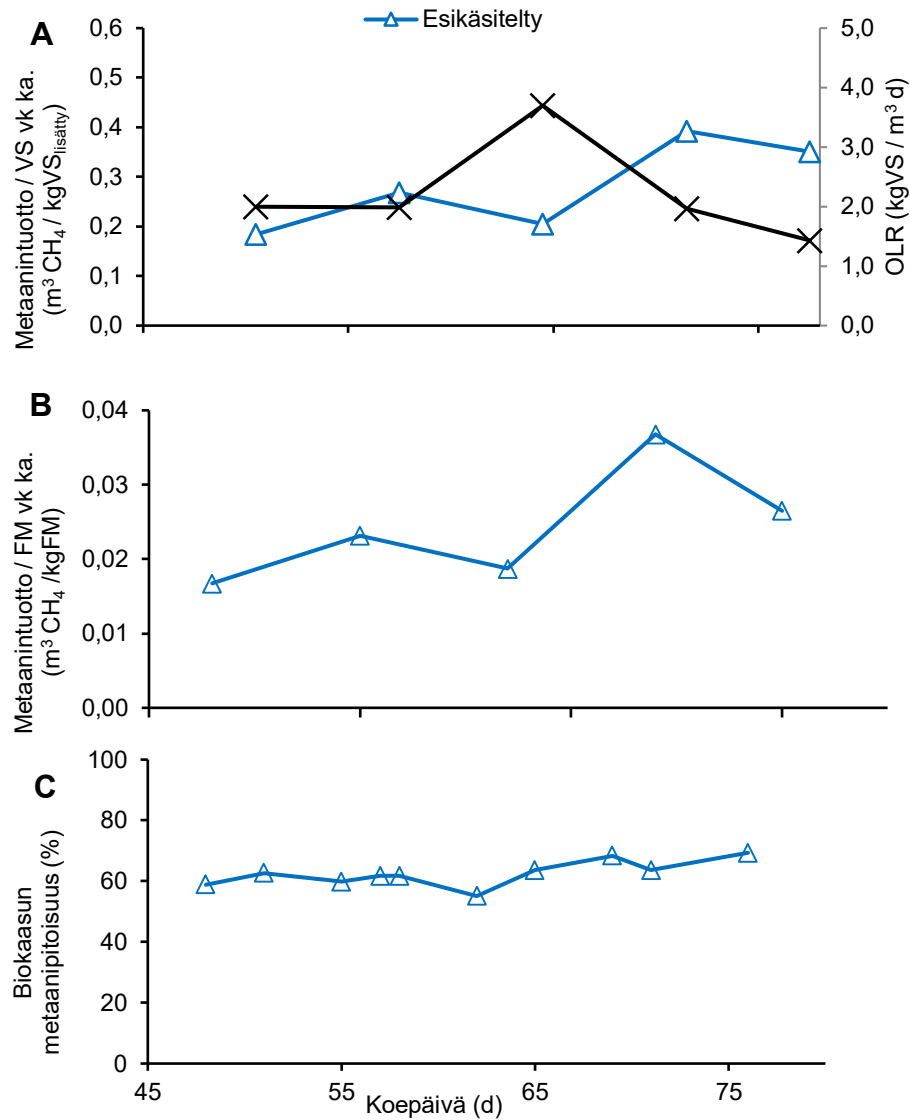 Esikäsitelty
A
Metaanintuotto / VS vk ka.
(m³ CH₄ / kgVSlisätty)
0,6
0,5
0,4
0,3
0,2
0,1
0,0
5,0
4,0
3,0
2,0
1,0
0,0
OLR (kgVS / m³ d)
B
Metaanintuotto / FM vk ka.
(m³ CH₄ /kgFM)
0,04
0,03
0,02
0,01
0,00
C
Biokaasun
metaanipitoisuus (%)
100
80
60
40
20
0
45 55 65 75
Koepäivä (d)